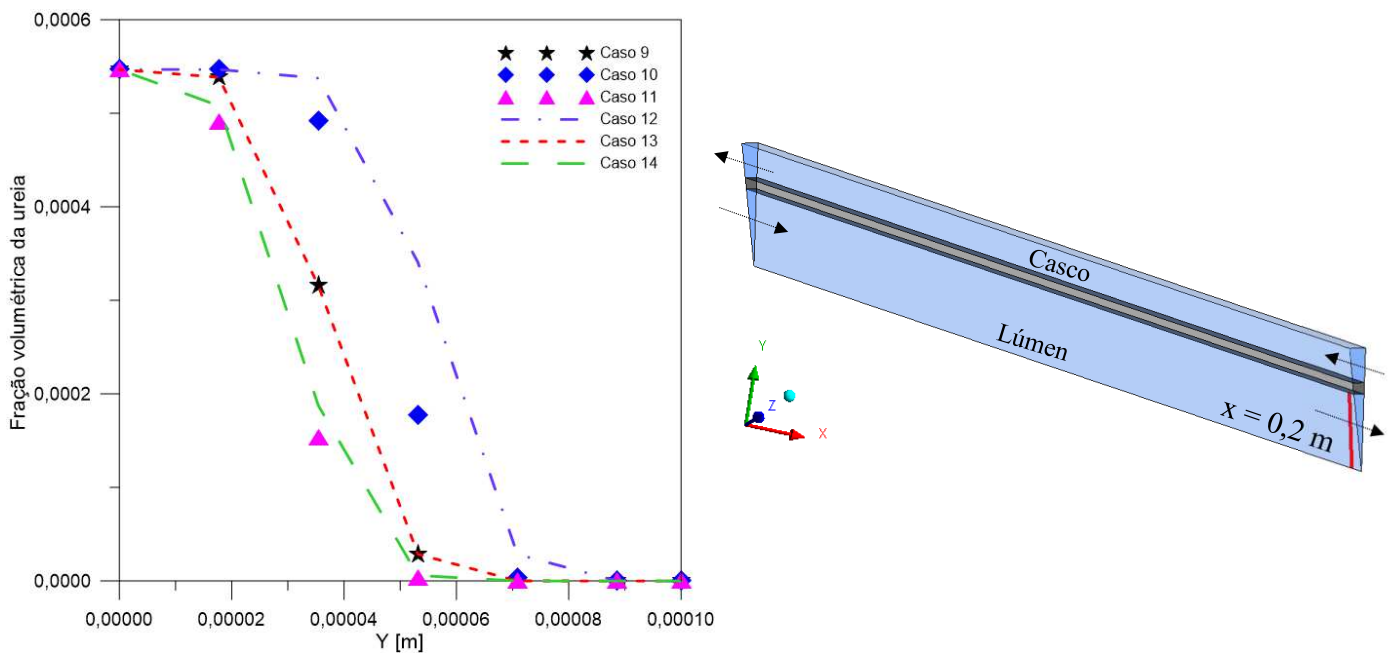 0,0006
0,0004
0,0002
0,0000
Fração volumétrica da ureia
0,00000
0,00002
0,00004
0,00006
0,00008
0,00010
Y [m]
Caso 9
Caso 10
Caso 11
Caso 12
Caso 13
Caso 14
Casco
Lúmen
x = 0,2 m
Y
Z
X